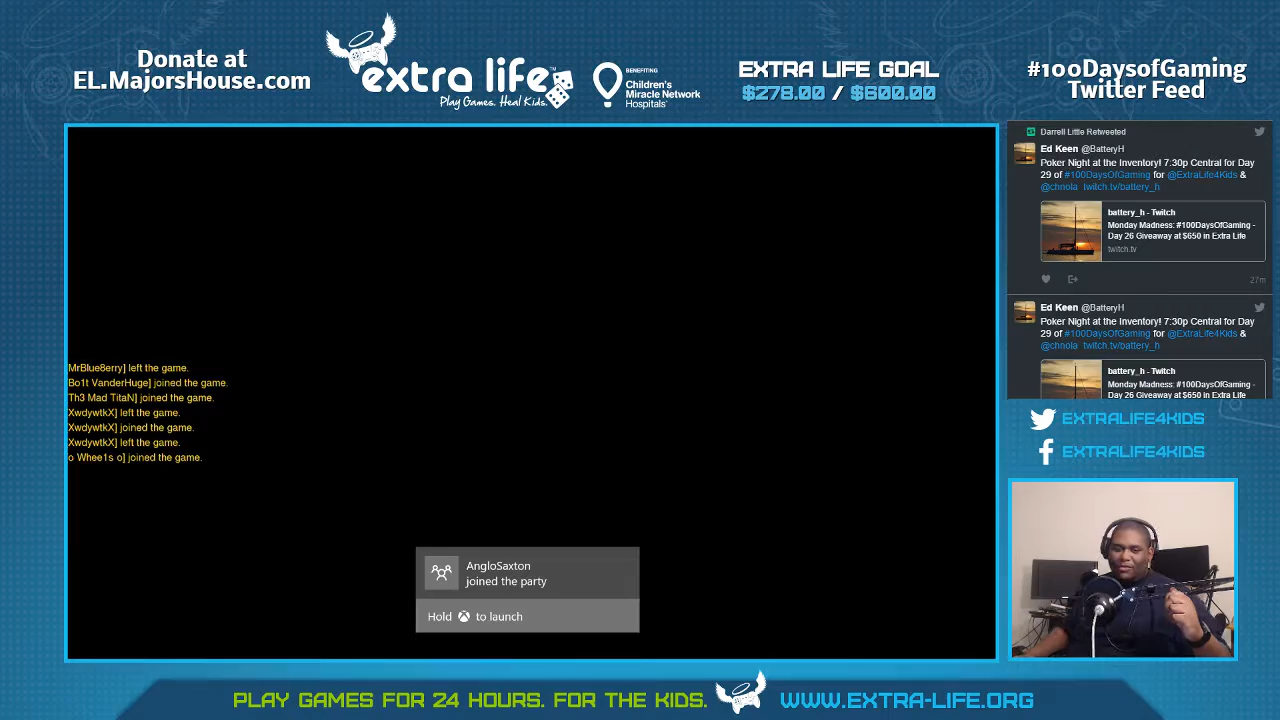 Donate at
EL.MajorsHouse.com
extra life™
Play Games. Heal Kids.
BENEFITING
Children's
Miracle Network
Hospitals
EXTRA LIFE GOAL
$278.00 / $600.00
#100DaysofGaming
Twitter Feed
Darrell Little Retweeted
Ed Keen @BatteryH
Poker Night at the Inventory! 7:30p Central for Day
29 of #100DaysOfGaming for @ExtraLife4Kids &
@chnola twitch.tv/battery_h
battery_h - Twitch
Monday Madness: #100DaysOfGaming -
Day 26 Giveaway at $650 in Extra Life
twitch.tv
27m
Ed Keen @BatteryH
Poker Night at the Inventory! 7:30p Central for Day
29 of #100DaysOfGaming for @ExtraLife4Kids &
@chnola twitch.tv/battery_h
battery_h - Twitch
Monday Madness: #100DaysOfGaming -
Day 26 Giveaway at $650 in Extra Life
EXTRALIFE4KIDS
EXTRALIFE4KIDS
MrBlue8erry] left the game.
Bo1t VanderHuge] joined the game.
Th3 Mad TitaN] joined the game.
XwdywtkX] left the game.
XwdywtkX] joined the game.
XwdywtkX] left the game.
o Whee1s o] joined the game.
AngloSaxton
joined the party
Hold to launch
PLAY GAMES FOR 24 HOURS. FOR THE KIDS.
WWW.EXTRA-LIFE.ORG